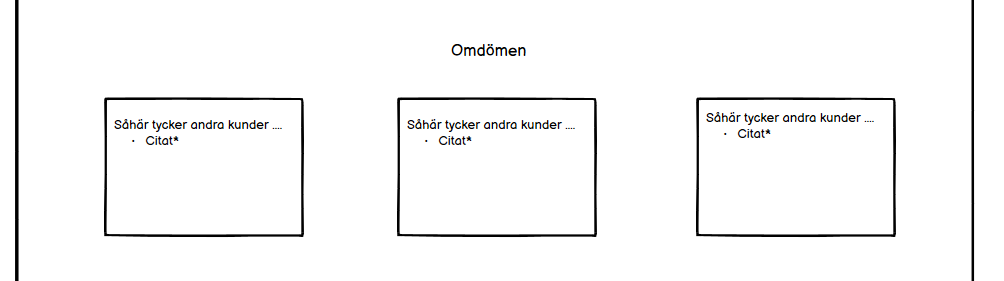 Omdömen
Såhär tycker andra kunder ....
• Citat*
Såhär tycker andra kunder ....
• Citat*
Såhär tycker andra kunder ....
• Citat*